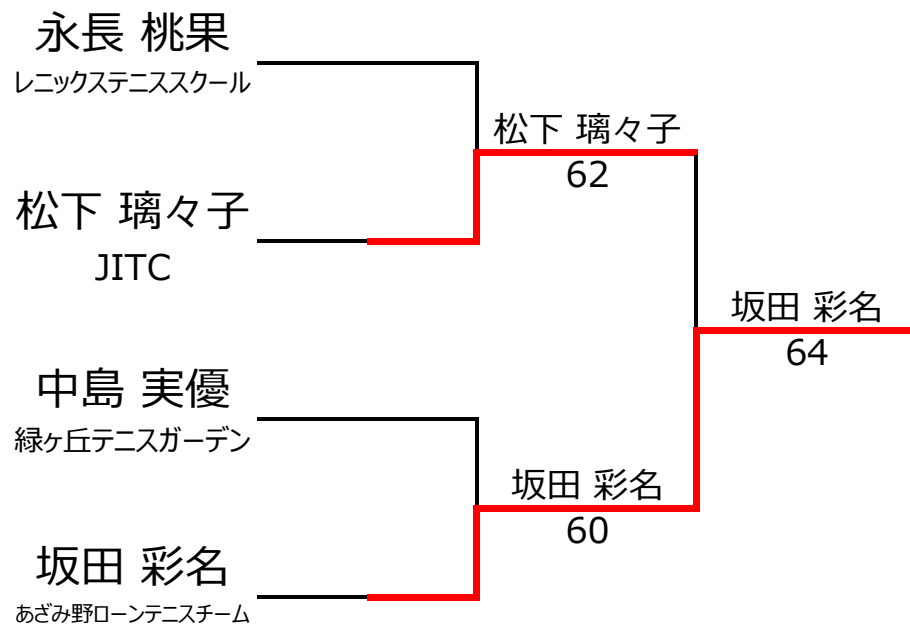 永長 桃果
レニックステニススクール
松下 璃々子
62
松下 璃々子
JITC
坂田 彩名
64
中島 実優
緑ヶ丘テニスガーデン
坂田 彩名
60
坂田 彩名
あざみ野ローンテニスチーム